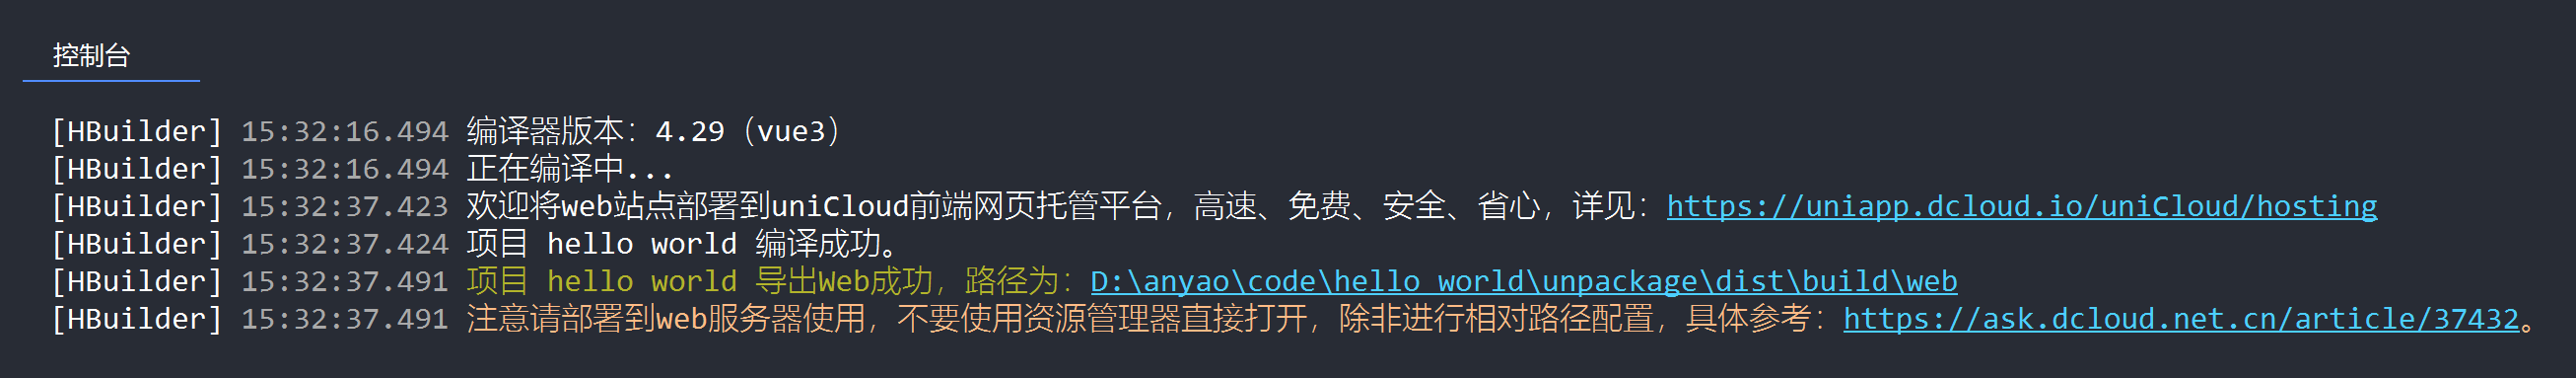 控制台
[HBuilder] 15:32:16.494 编译器版本：4.29（vue3）
[HBuilder] 15:32:16.494 正在编译中...
[HBuilder] 15:32:37.423 欢迎将web站点部署到uniCloud前端网页托管平台，高速、免费、安全、省心，详见：https://uniapp.dcloud.io/uniCloud/hosting
[HBuilder] 15:32:37.424 项目 hello world 编译成功。
[HBuilder] 15:32:37.491 项目 hello world 导出Web成功，路径为：D:\anyao\code\hello world\unpackage\dist\build\web
[HBuilder] 15:32:37.491 注意请部署到web服务器使用，不要使用资源管理器直接打开，除非进行相对路径配置，具体参考：https://ask.dcloud.net.cn/article/37432。